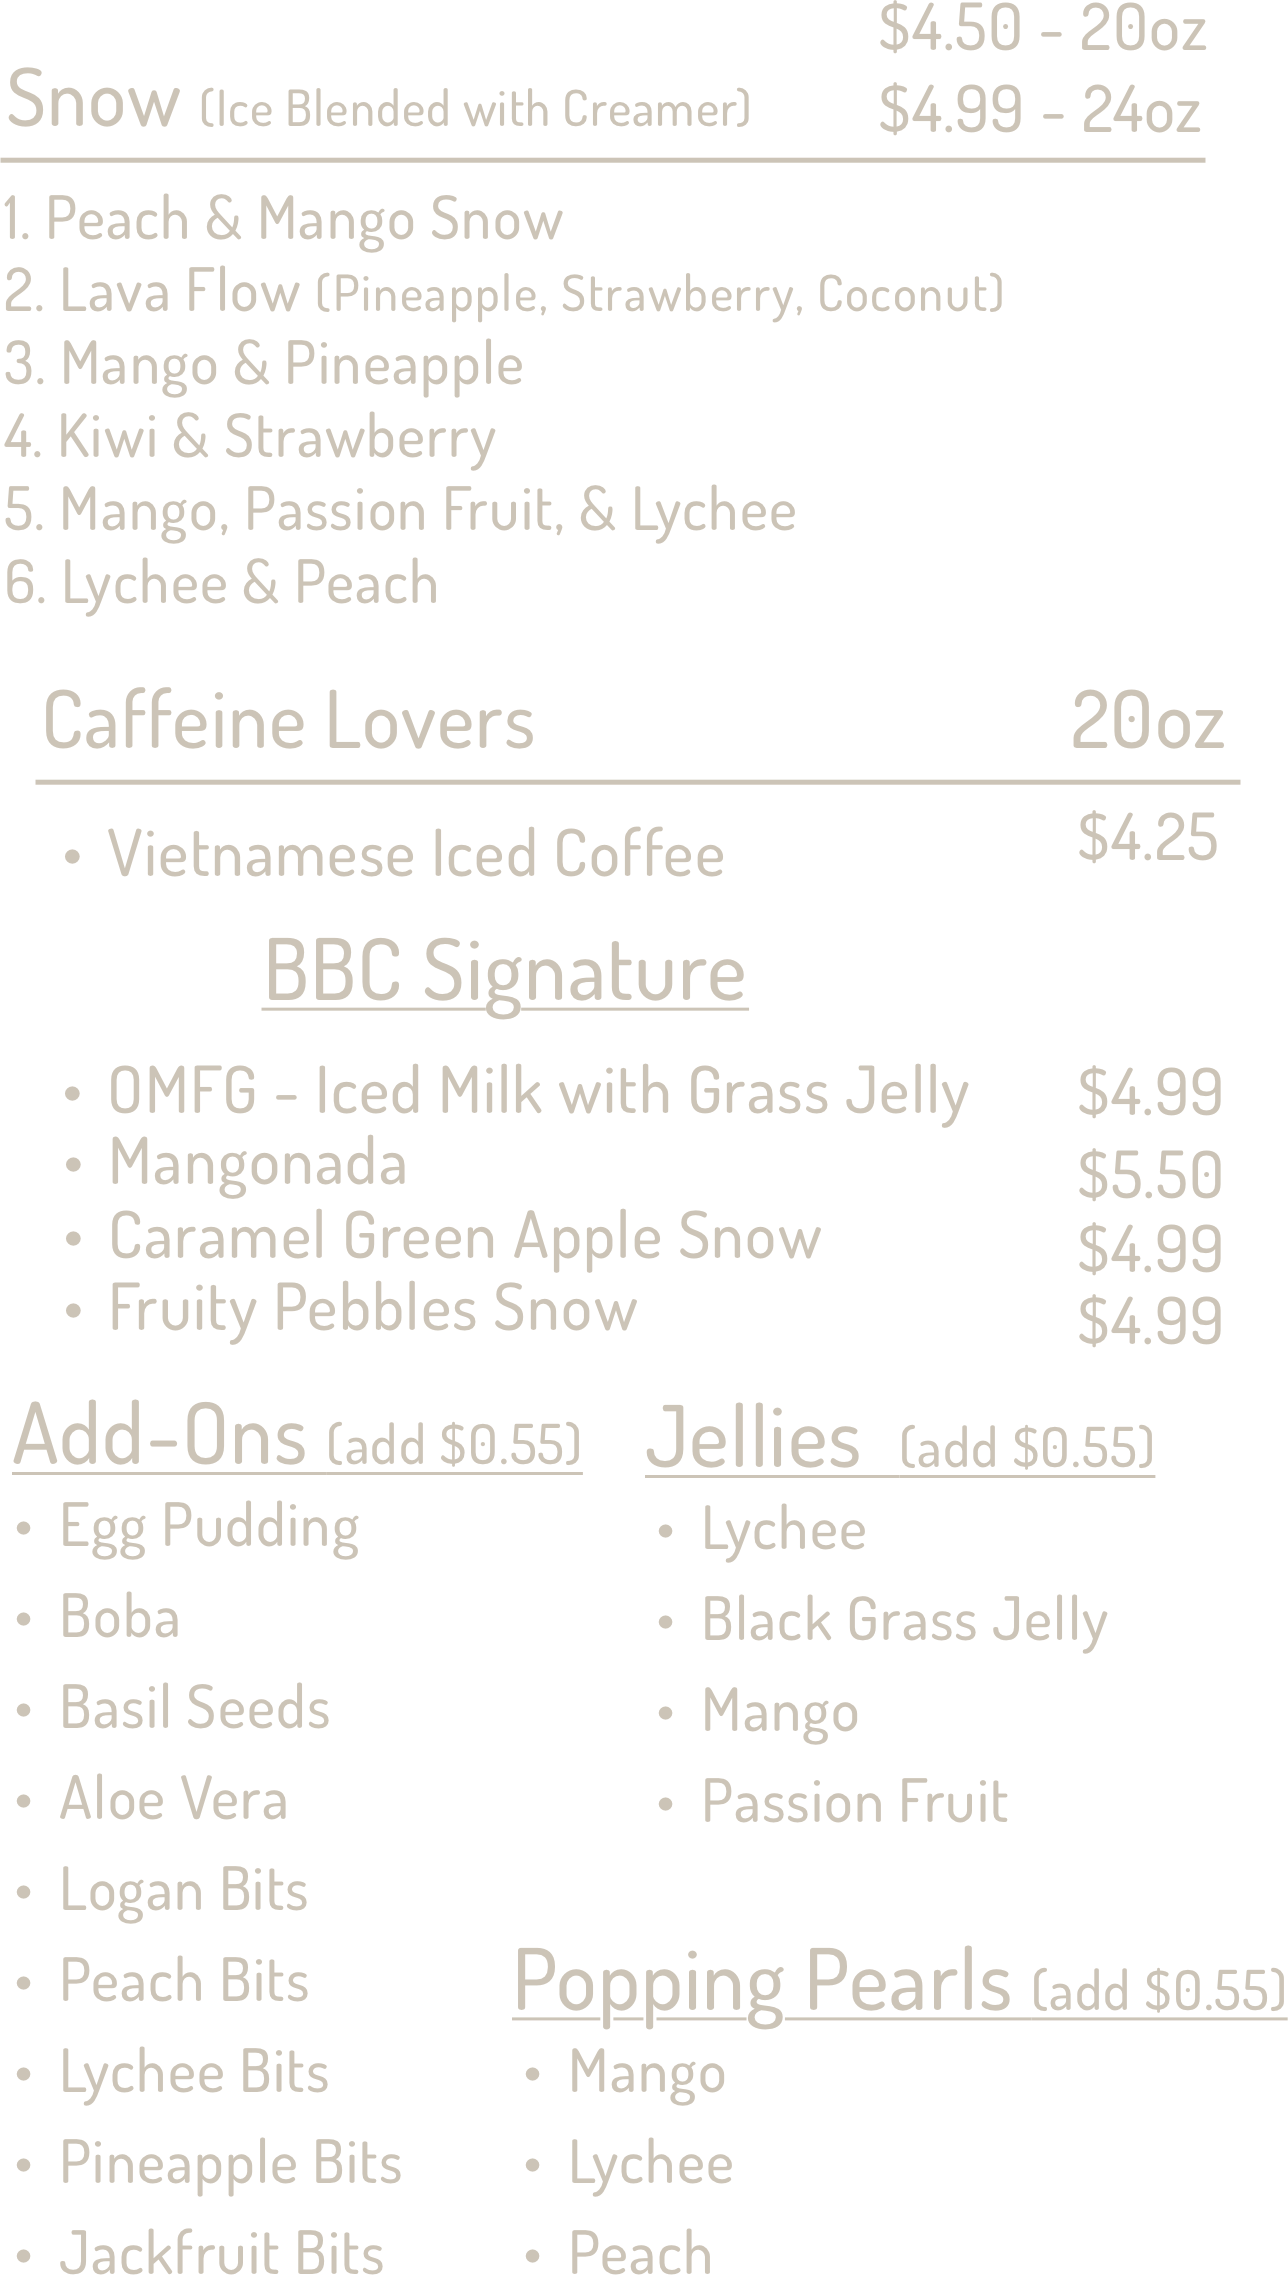 $4.50 - 20oz
Snow (Ice Blended with Creamer) $4.99 - 24oz
1. Peach & Mango Snow
2. Lava Flow (Pineapple, Strawberry, Coconut)
3. Mango & Pineapple
4. Kiwi & Strawberry
5. Mango, Passion Fruit, & Lychee
6. Lychee & Peach
Caffeine Lovers 20oz
• Vietnamese Iced Coffee $4.25
BBC Signature
• OMFG - Iced Milk with Grass Jelly $4.99
• Mangonada $5.50
• Caramel Green Apple Snow $4.99
• Fruity Pebbles Snow $4.99
Add-Ons (add $0.55)
• Egg Pudding
• Boba
• Basil Seeds
• Aloe Vera
• Logan Bits
• Peach Bits
• Lychee Bits
• Pineapple Bits
• Jackfruit Bits
Jellies (add $0.55)
• Lychee
• Black Grass Jelly
• Mango
• Passion Fruit
Popping Pearls (add $0.55)
• Mango
• Lychee
• Peach